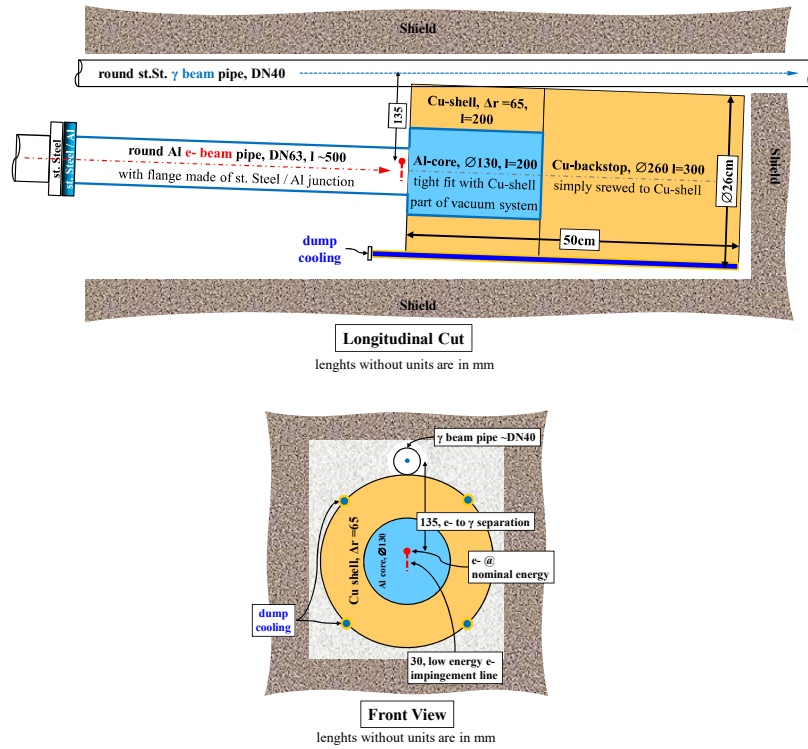 Shield
round st.St. γ beam pipe, DN40
135
Cu-shell, Δr =65,
l=200
st. Steel
st. Steel / Al
round Al e- beam pipe, DN63, l ~500
with flange made of st. Steel / Al junction
Al-core, ∅130, l=200
tight fit with Cu-shell
part of vacuum system
Cu-backstop, ∅260 l=300
simply srewed to Cu-shell
∅26cm
Shield
50cm
dump
cooling
Shield
Longitudinal Cut
lenghts without units are in mm
γ beam pipe ~DN40
135, e- to γ separation
Cu shell, Δr =65
Al core, Ø130
e- @
nominal energy
dump
cooling
30, low energy e-
impingement line
Front View
lenghts without units are in mm